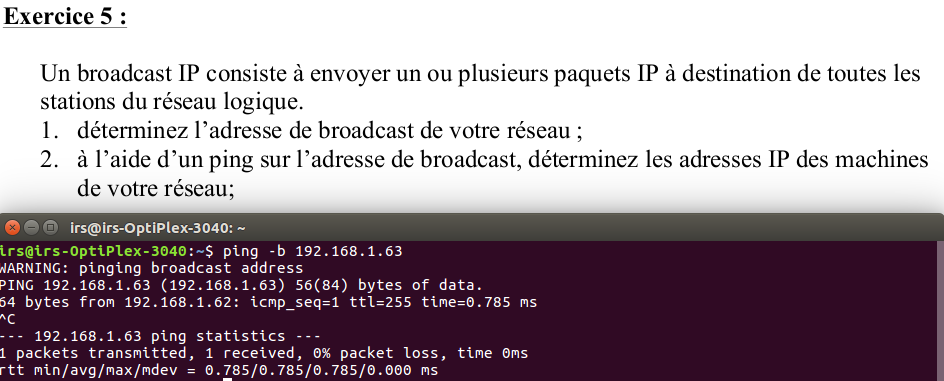 Exercice 5 :
Un broadcast IP consiste à envoyer un ou plusieurs paquets IP à destination de toutes les
stations du réseau logique.
1. déterminez l’adresse de broadcast de votre réseau ;
2. à l’aide d’un ping sur l’adresse de broadcast, déterminez les adresses IP des machines
de votre réseau;
irs@irs-OptiPlex-3040: ~
irs@irs-OptiPlex-3040:~$ ping -b 192.168.1.63
WARNING: pinging broadcast address
PING 192.168.1.63 (192.168.1.63) 56(84) bytes of data.
64 bytes from 192.168.1.62: icmp_seq=1 ttl=255 time=0.785 ms
^C
--- 192.168.1.63 ping statistics ---
1 packets transmitted, 1 received, 0% packet loss, time 0ms
rtt min/avg/max/mdev = 0.785/0.785/0.785/0.000 ms